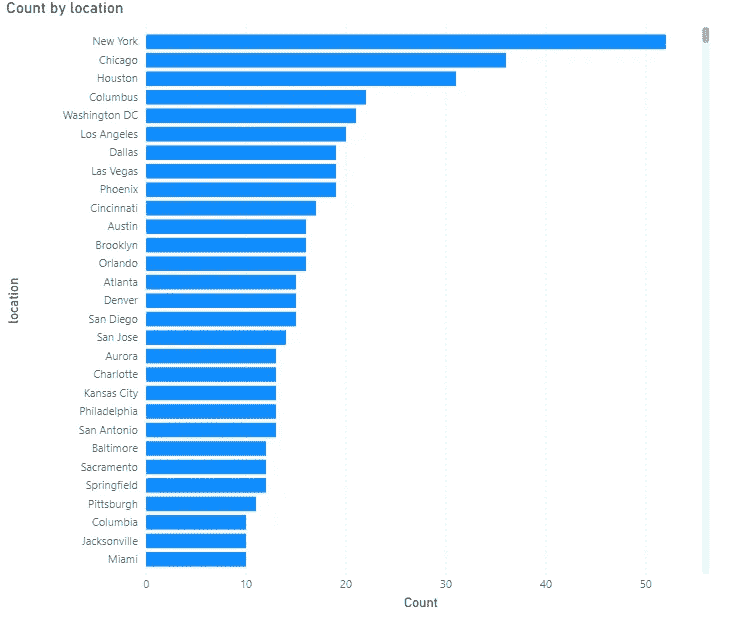 Count by location
location
New York
Chicago
Houston
Columbus
Washington DC
Los Angeles
Dallas
Las Vegas
Phoenix
Cincinnati
Austin
Brooklyn
Orlando
Atlanta
Denver
San Diego
San Jose
Aurora
Charlotte
Kansas City
Philadelphia
San Antonio
Baltimore
Sacramento
Springfield
Pittsburgh
Columbia
Jacksonville
Miami
0 10 20 30 40 50
Count